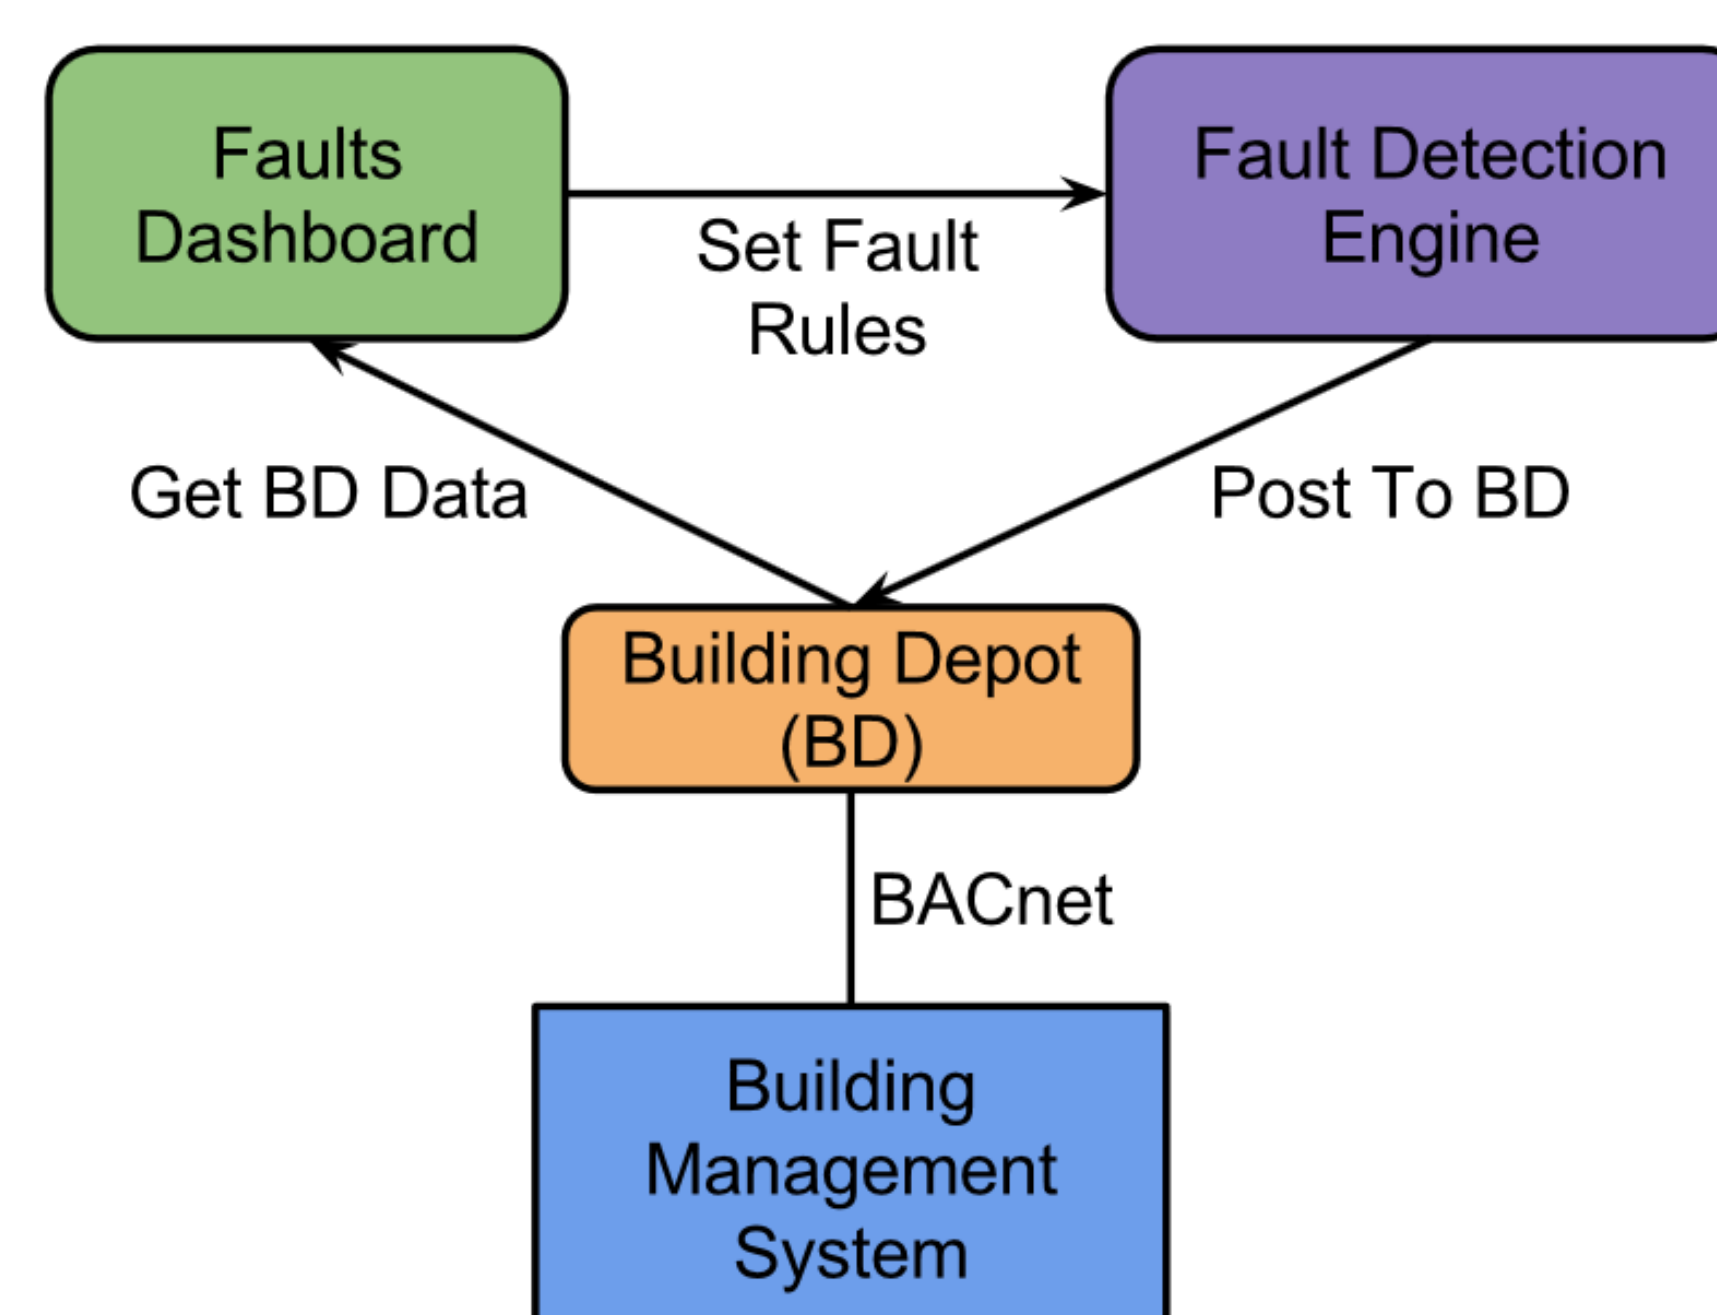 Faults
Dashboard
Set Fault
Rules
Fault Detection
Engine
Get BD Data
Post To BD
Building Depot
(BD)
BACnet
Building
Management
System